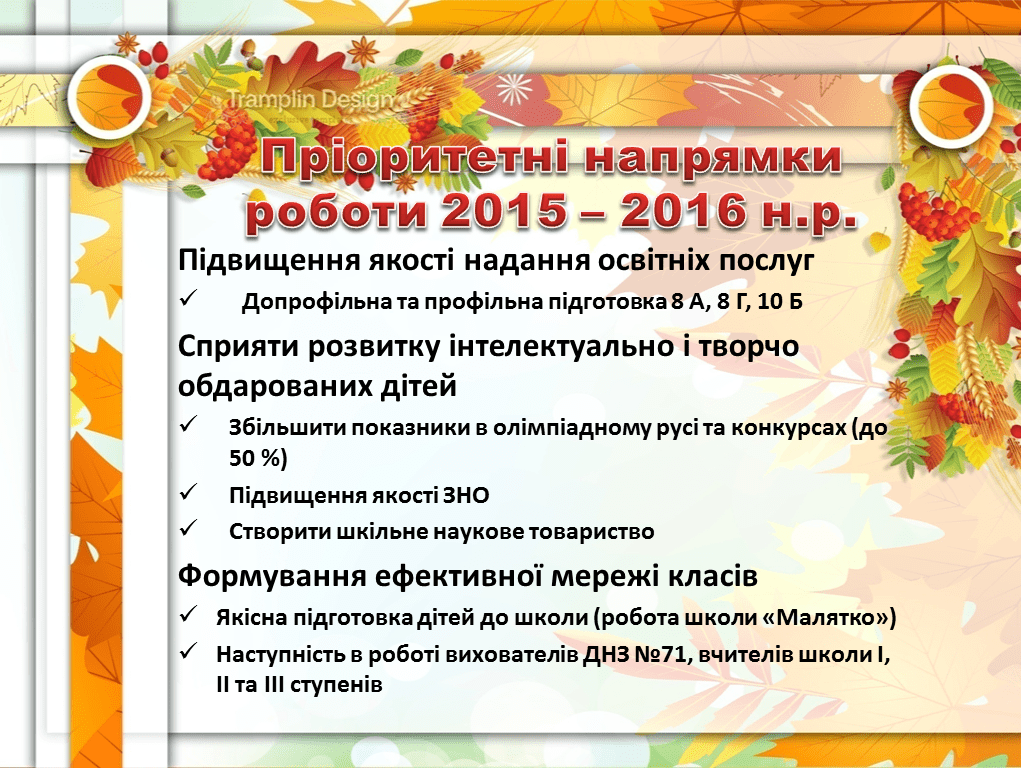 Tramplin Design
Пріоритетні напрямки
роботи 2015 – 2016 н.р.
Підвищення якості надання освітніх послуг
✓ Допрофільна та профільна підготовка 8 А, 8 Г, 10 Б
Сприяти розвитку інтелектуально і творчо
обдарованих дітей
✓ Збільшити показники в олімпіадному русі та конкурсах (до
50 %)
✓ Підвищення якості ЗНО
✓ Створити шкільне наукове товариство
Формування ефективної мережі класів
✓ Якісна підготовка дітей до школи (робота школи «Малятко»)
✓ Наступність в роботі вихователів ДНЗ №71, вчителів школи І,
ІІ та ІІІ ступенів